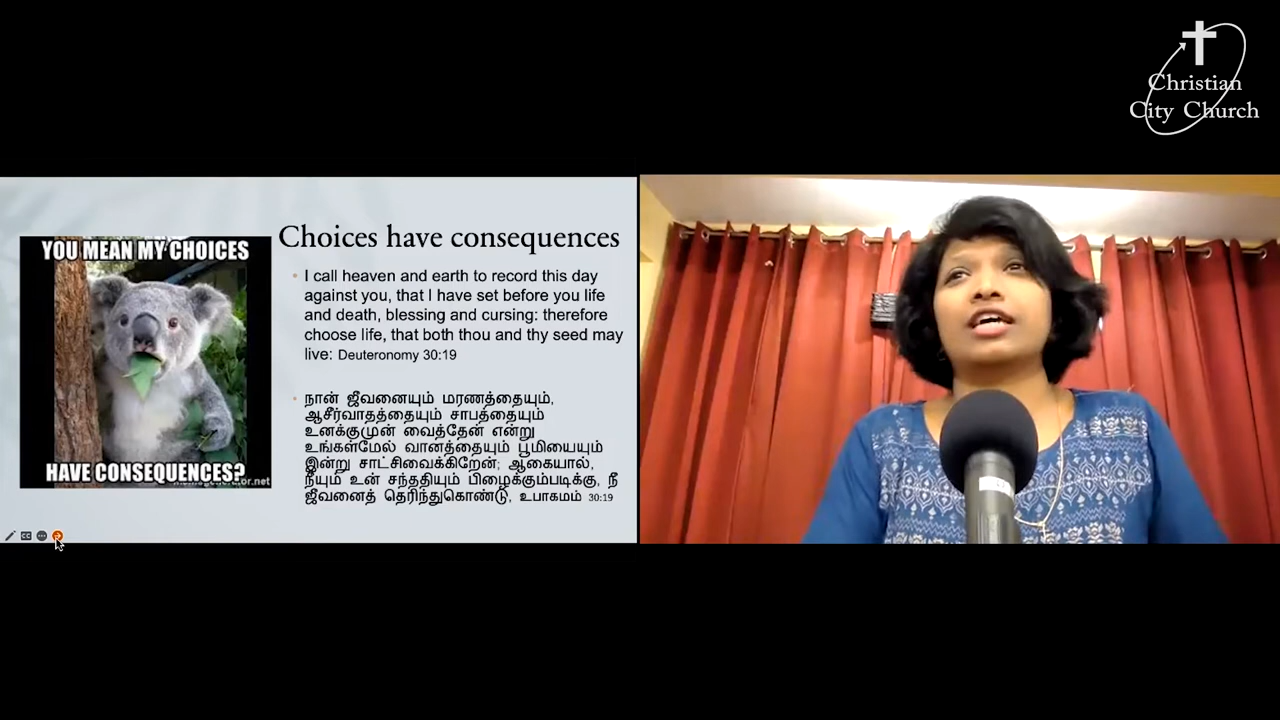 Christian
City Church
YOU MEAN MY CHOICES
HAVE CONSEQUENCES?
Choices have consequences
• I call heaven and earth to record this day
against you, that I have set before you life
and death, blessing and cursing: therefore
choose life, that both thou and thy seed may
live: Deuteronomy 30:19
• நான் ஜீவனையும் மரணத்தையும்,
ஆசீர்வாதத்தையும் சாபத்தையும்
உனக்குமுன் வைத்தேன் என்று
உங்கள்மேல் வானத்தையும் பூமியையும்
இன்று சாட்சிவைக்கிறேன்; ஆகையால்,
நீயும் உன் சந்ததியும் பிழைக்கும்படிக்கு, நீ
ஜீவனைத் தெரிந்துகொண்டு, உபாகமம் 30:19
CC